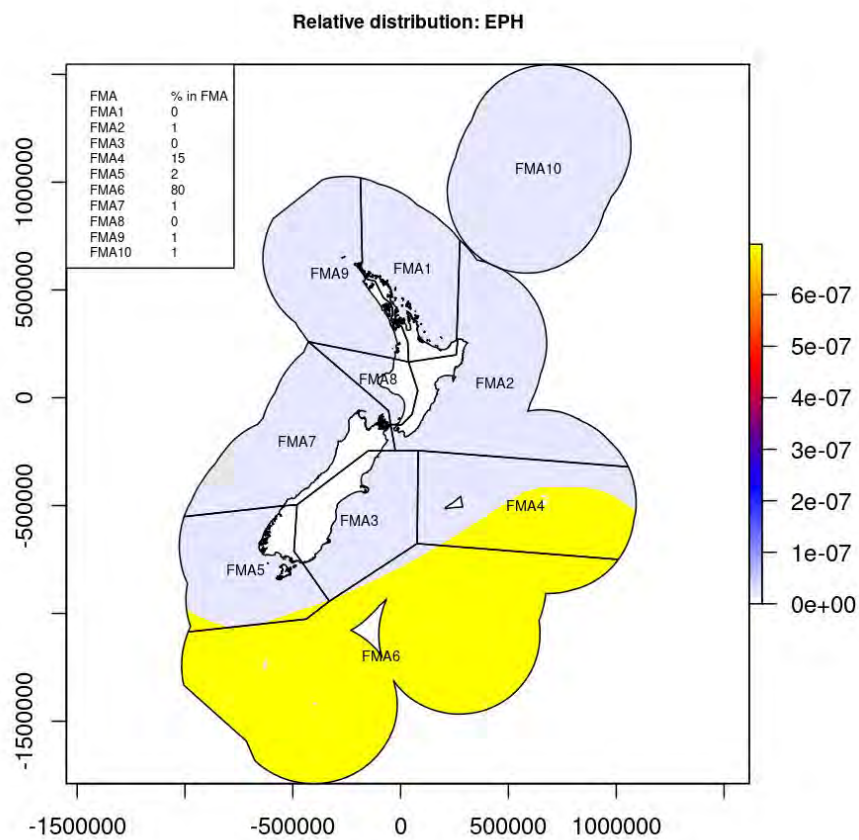 Relative distribution: EPH
FMA % in FMA
FMA1 0
FMA2 1
FMA3 0
FMA4 15
FMA5 2
FMA6 80
FMA7 1
FMA8 0
FMA9 1
FMA10 1
FMA10
FMA9
FMA1
FMA8
FMA2
FMA7
FMA4
FMA3
FMA5
FMA6
1000000
500000
0
-500000
-1500000
6e-07
5e-07
4e-07
3e-07
2e-07
1e-07
0e+00
-1500000 -500000 0 500000 1000000